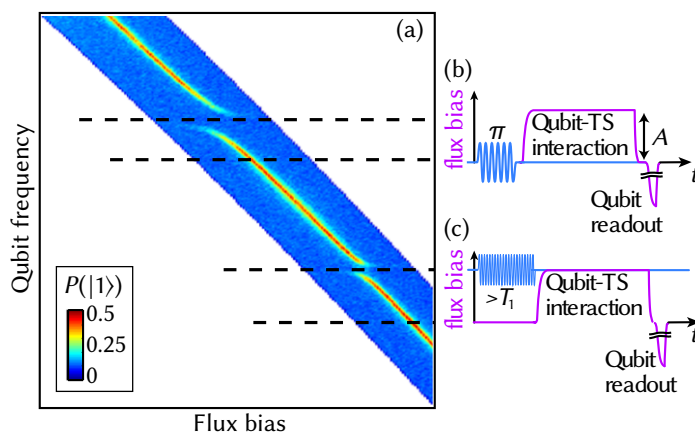 (a)
Qubit frequency
P(|1⟩)
0.5
0.25
0
Flux bias
(b)
flux bias
π
Qubit-TS
interaction
A
t
Qubit
readout
(c)
flux bias
>T₁
Qubit-TS
interaction
t
Qubit
readout